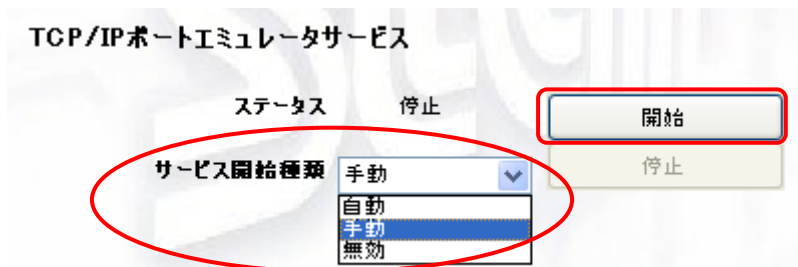 TCP/IPポートエミュレータサービス
ステータス 停止 開始
サービス開始種類 手動 停止
自動
手動
無効